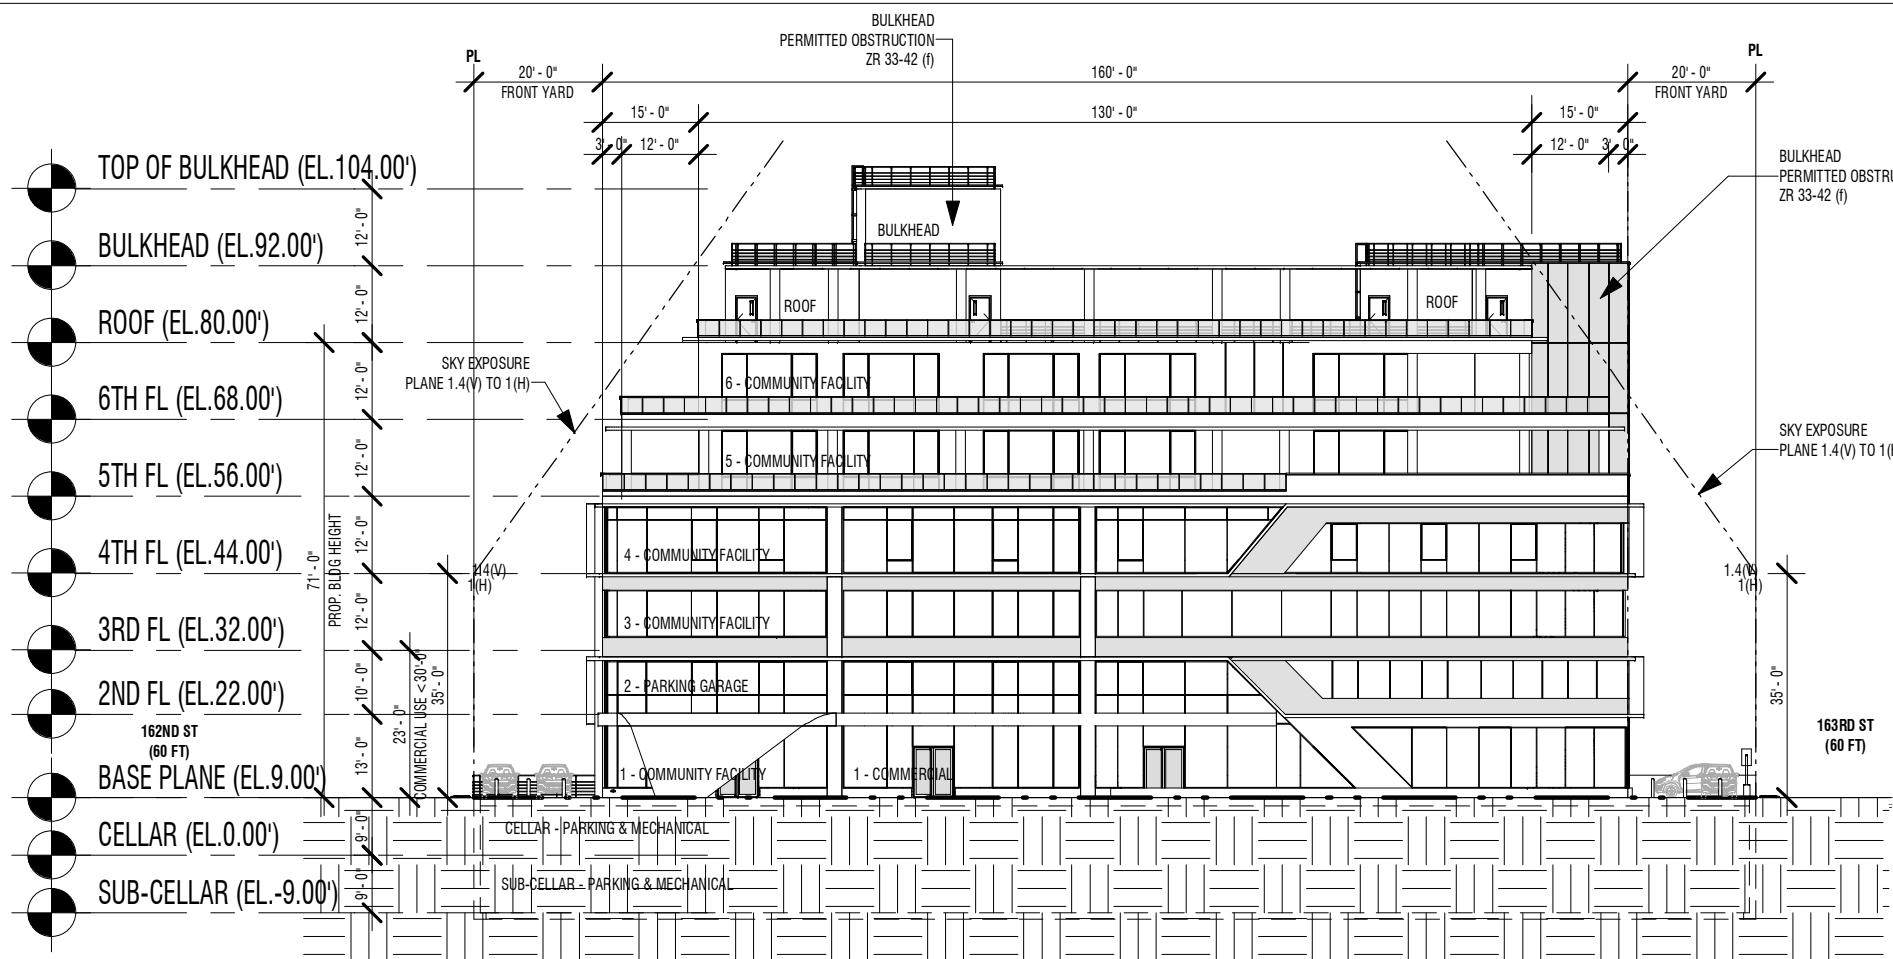 BULKHEAD
PERMITTED OBSTRUCTION
ZR 33-42 (f)
PL
PL
20' - 0"
FRONT YARD
160' - 0"
20' - 0"
FRONT YARD
15' - 0"
130' - 0"
15' - 0"
3' - 0"
12' - 0"
12' - 0"
3' - 0"
BULKHEAD
ZR 33-42 (f)
PERMITTED
TOP OF BULKHEAD (EL.104.00')
12' - 0"
BULKHEAD (EL.92.00')
BULKHEAD
12' - 0"
ROOF
ROOF
ROOF (EL.80.00')
SKY EXPOSURE
PLANE 1.4(V) TO 1(H)
12' - 0"
6 - COMMUNITY FACILITY
6TH FL (EL.68.00')
SKY EXPOSURE
PLANE 1.4(V) TO
12' - 0"
5 - COMMUNITY FACILITY
5TH FL (EL.56.00')
12' - 0"
4 - COMMUNITY FACILITY
4TH FL (EL.44.00')
1.4(V)
1(H)
1.4(V)
1(H)
71' - 0"
PROP. BLDG HEIGHT
12' - 0"
3 - COMMUNITY FACILITY
3RD FL (EL.32.00')
10' - 0"
2 - PARKING GARAGE
2ND FL (EL.22.00')
23' - 0"
COMMERCIAL USE < 30'-0"
35' - 0"
35' - 0"
162ND ST
(60 FT)
163RD ST
(60 FT)
13' - 0"
1 - COMMUNITY FACILITY
1 - COMMERCIAL
BASE PLANE (EL.9.00')
9' - 0"
CELLAR - PARKING & MECHANICAL
CELLAR (EL.0.00')
9' - 0"
SUB-CELLAR - PARKING & MECHANICAL
SUB-CELLAR (EL.-9.00')